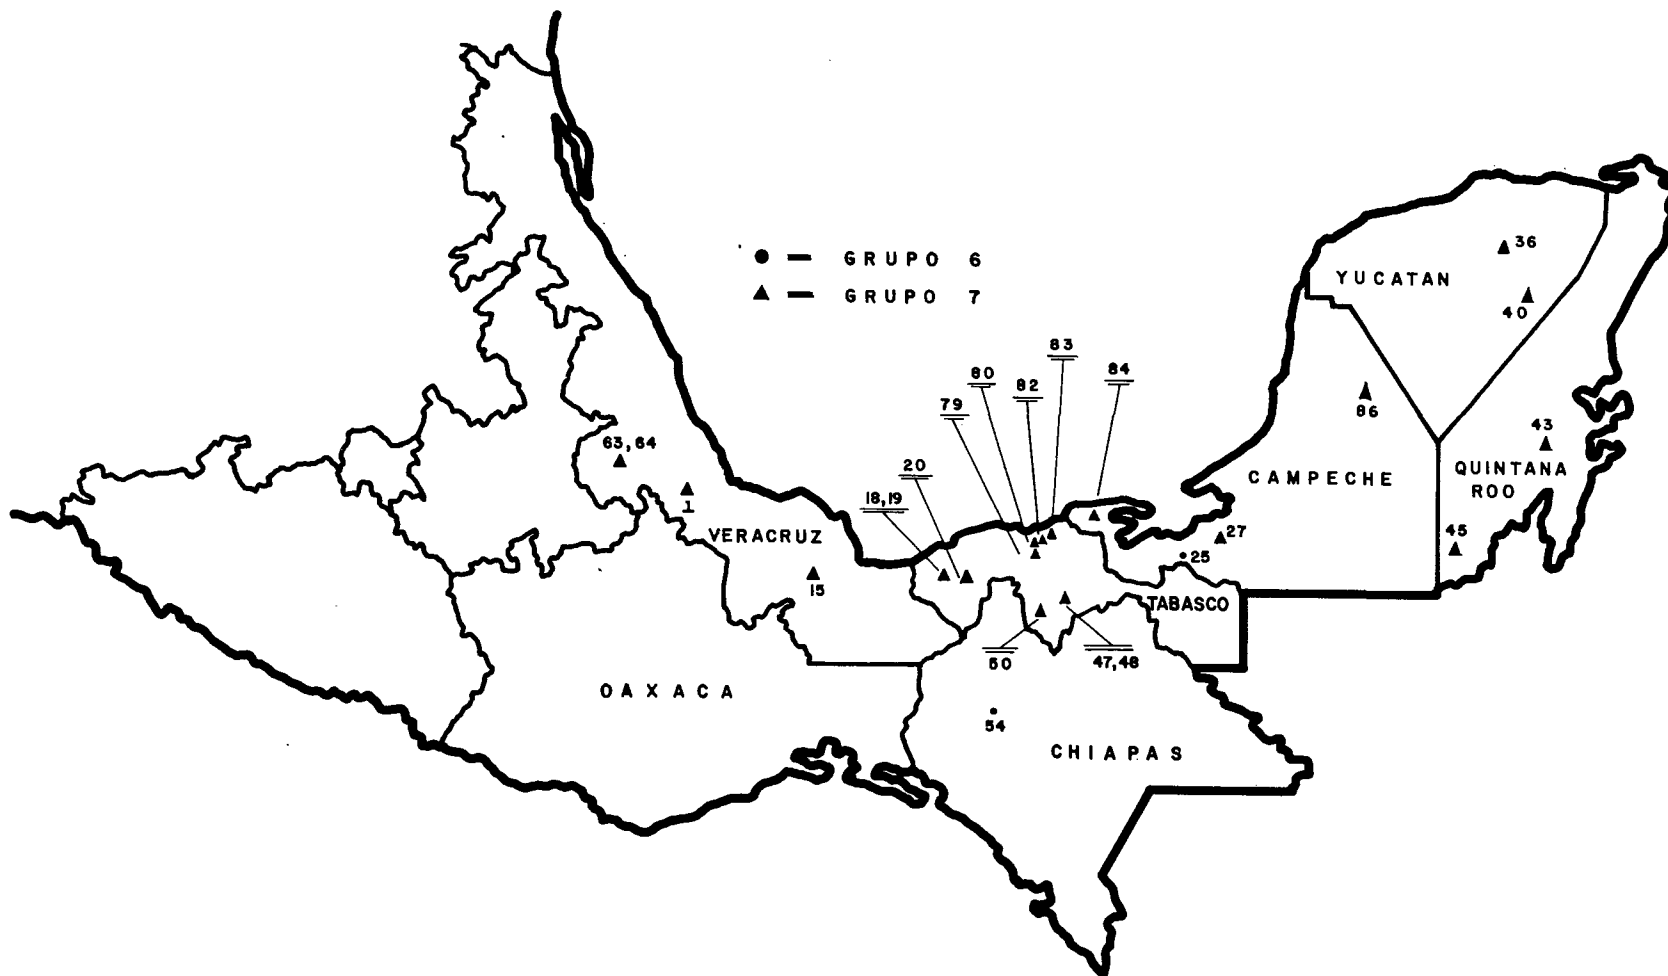 GRUPO 6
GRUPO 7
36
YUCATAN
40
83
80
82
84
79
86
63,64
43
20
CAMPECHE
QUINTANA
ROO
18,19
1
VERACRUZ
27
45
25
15
TABASCO
50
47,48
OAXACA
54
CHIAPAS